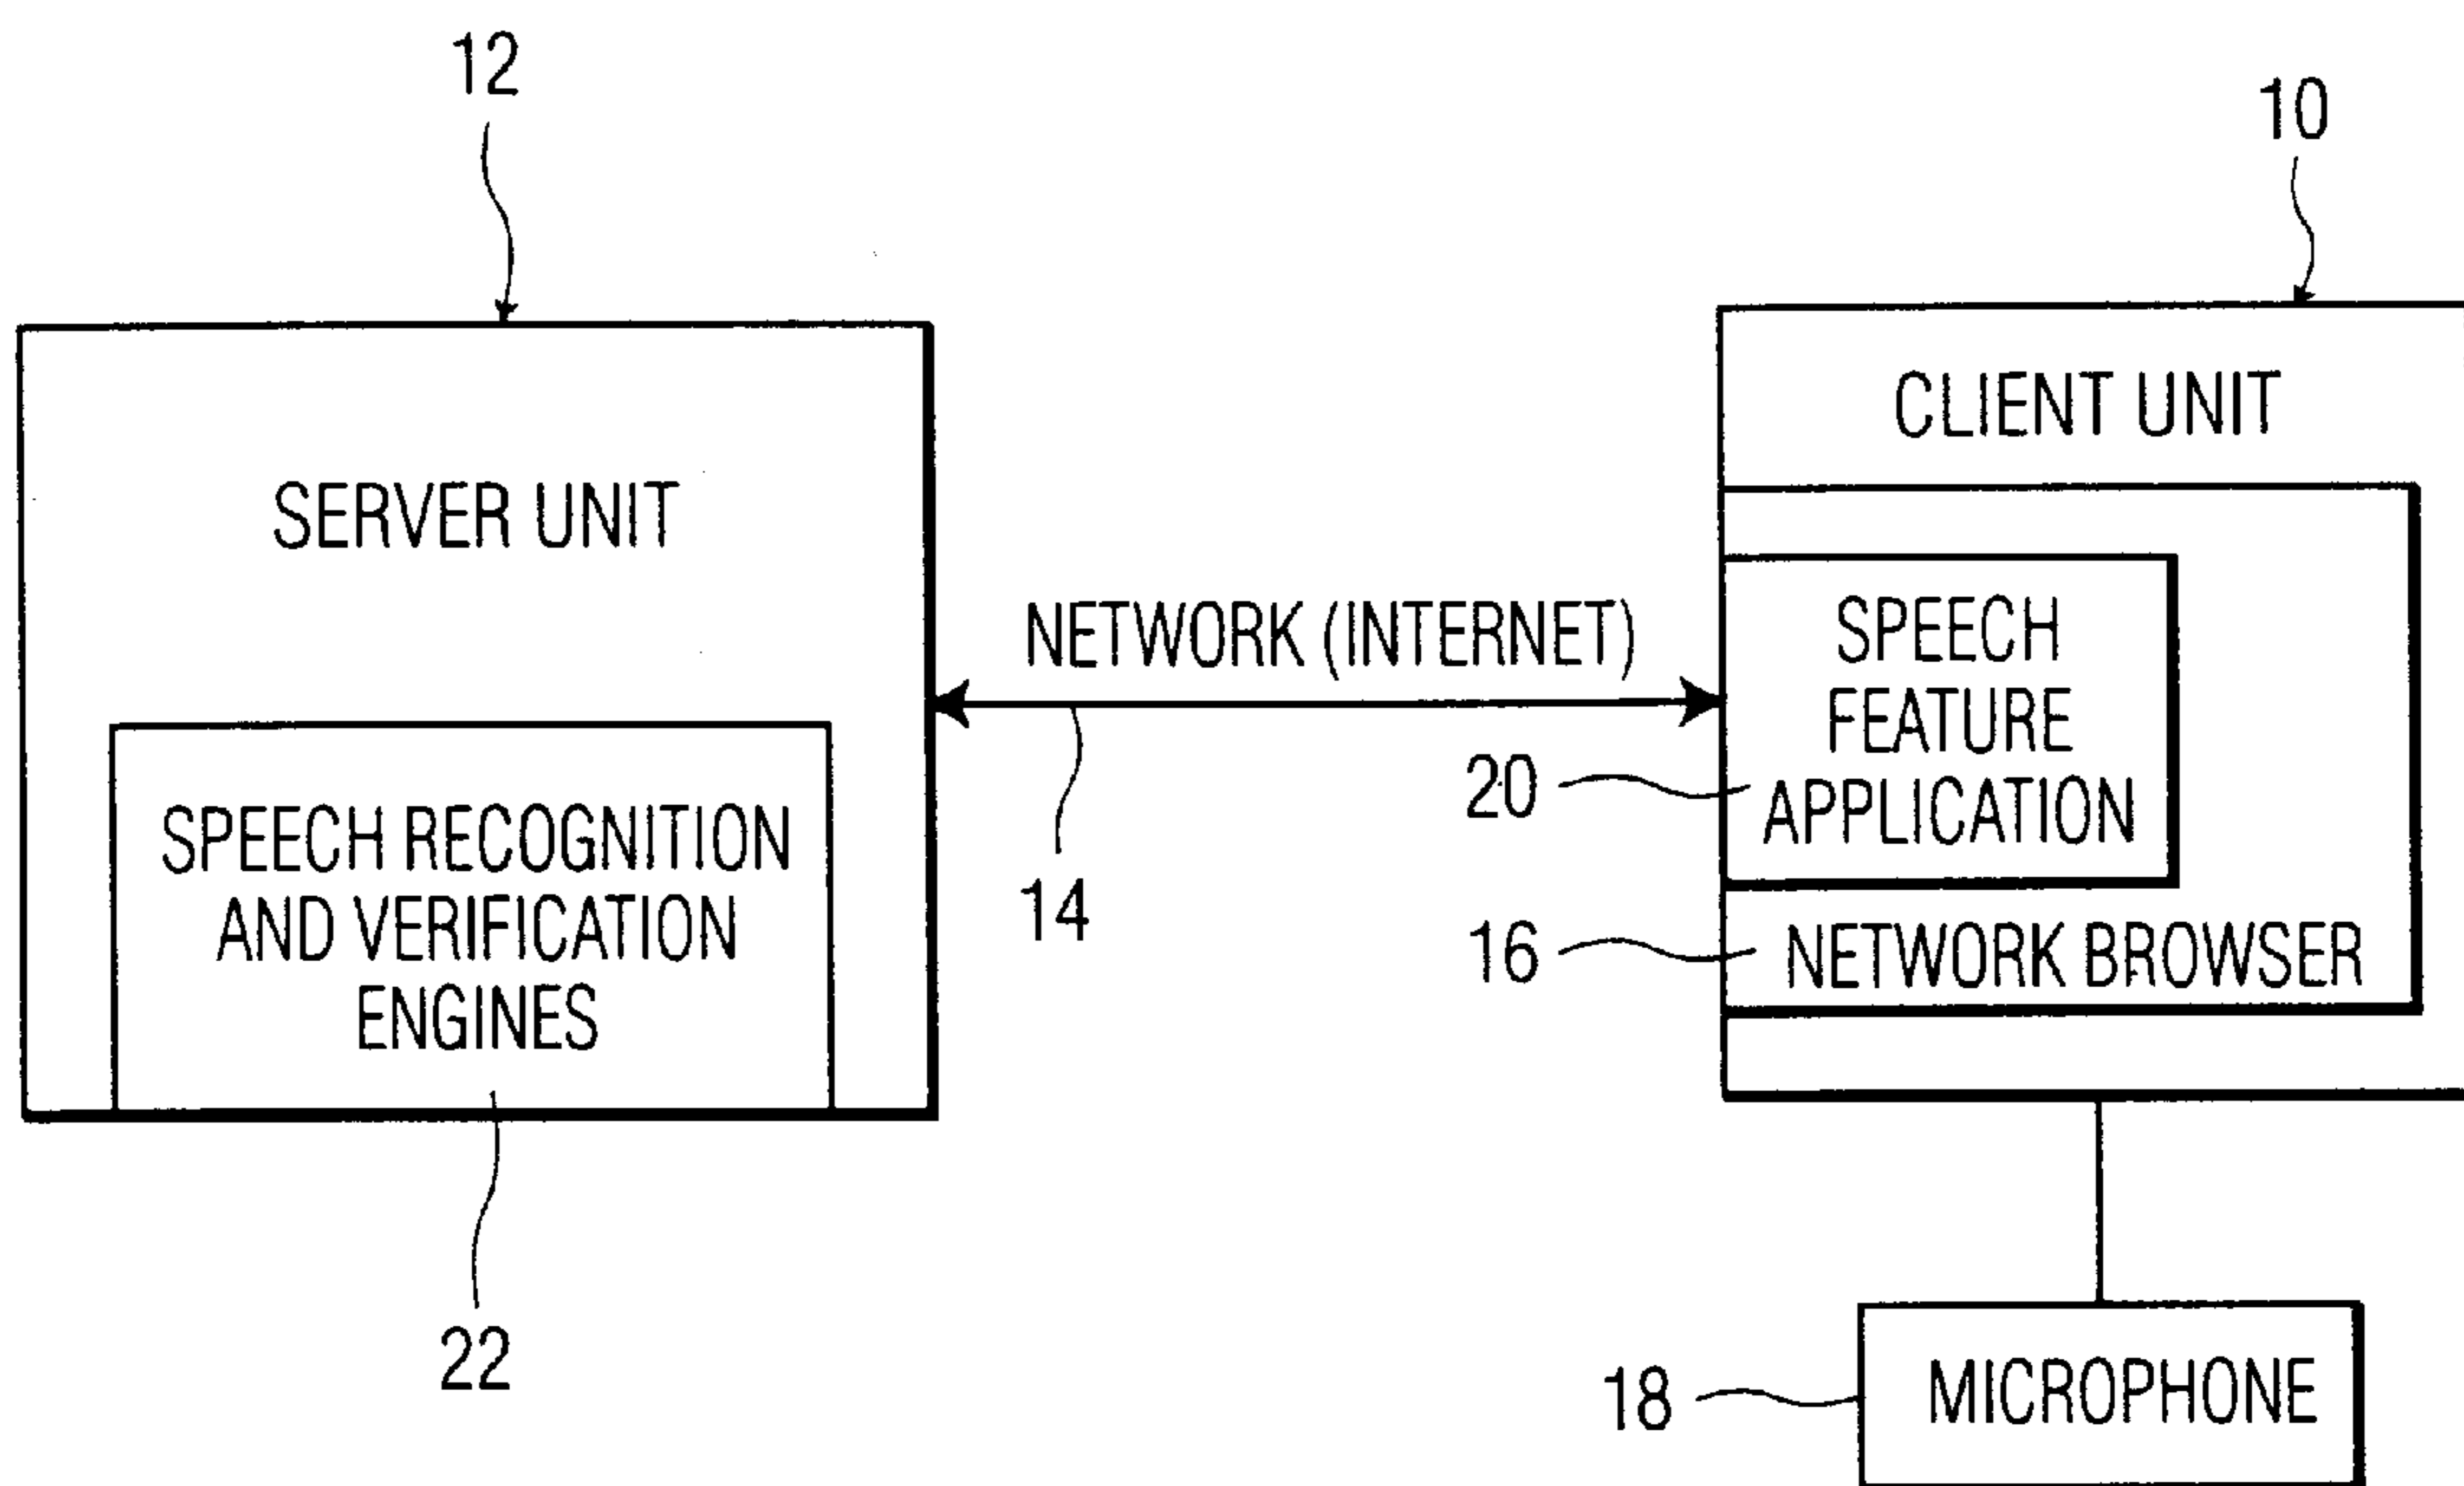 12
10
SERVER UNIT
CLIENT UNIT
NETWORK (INTERNET)
SPEECH
FEATURE
APPLICATION
20
SPEECH RECOGNITION
AND VERIFICATION
ENGINES
14
16
NETWORK BROWSER
22
18
MICROPHONE